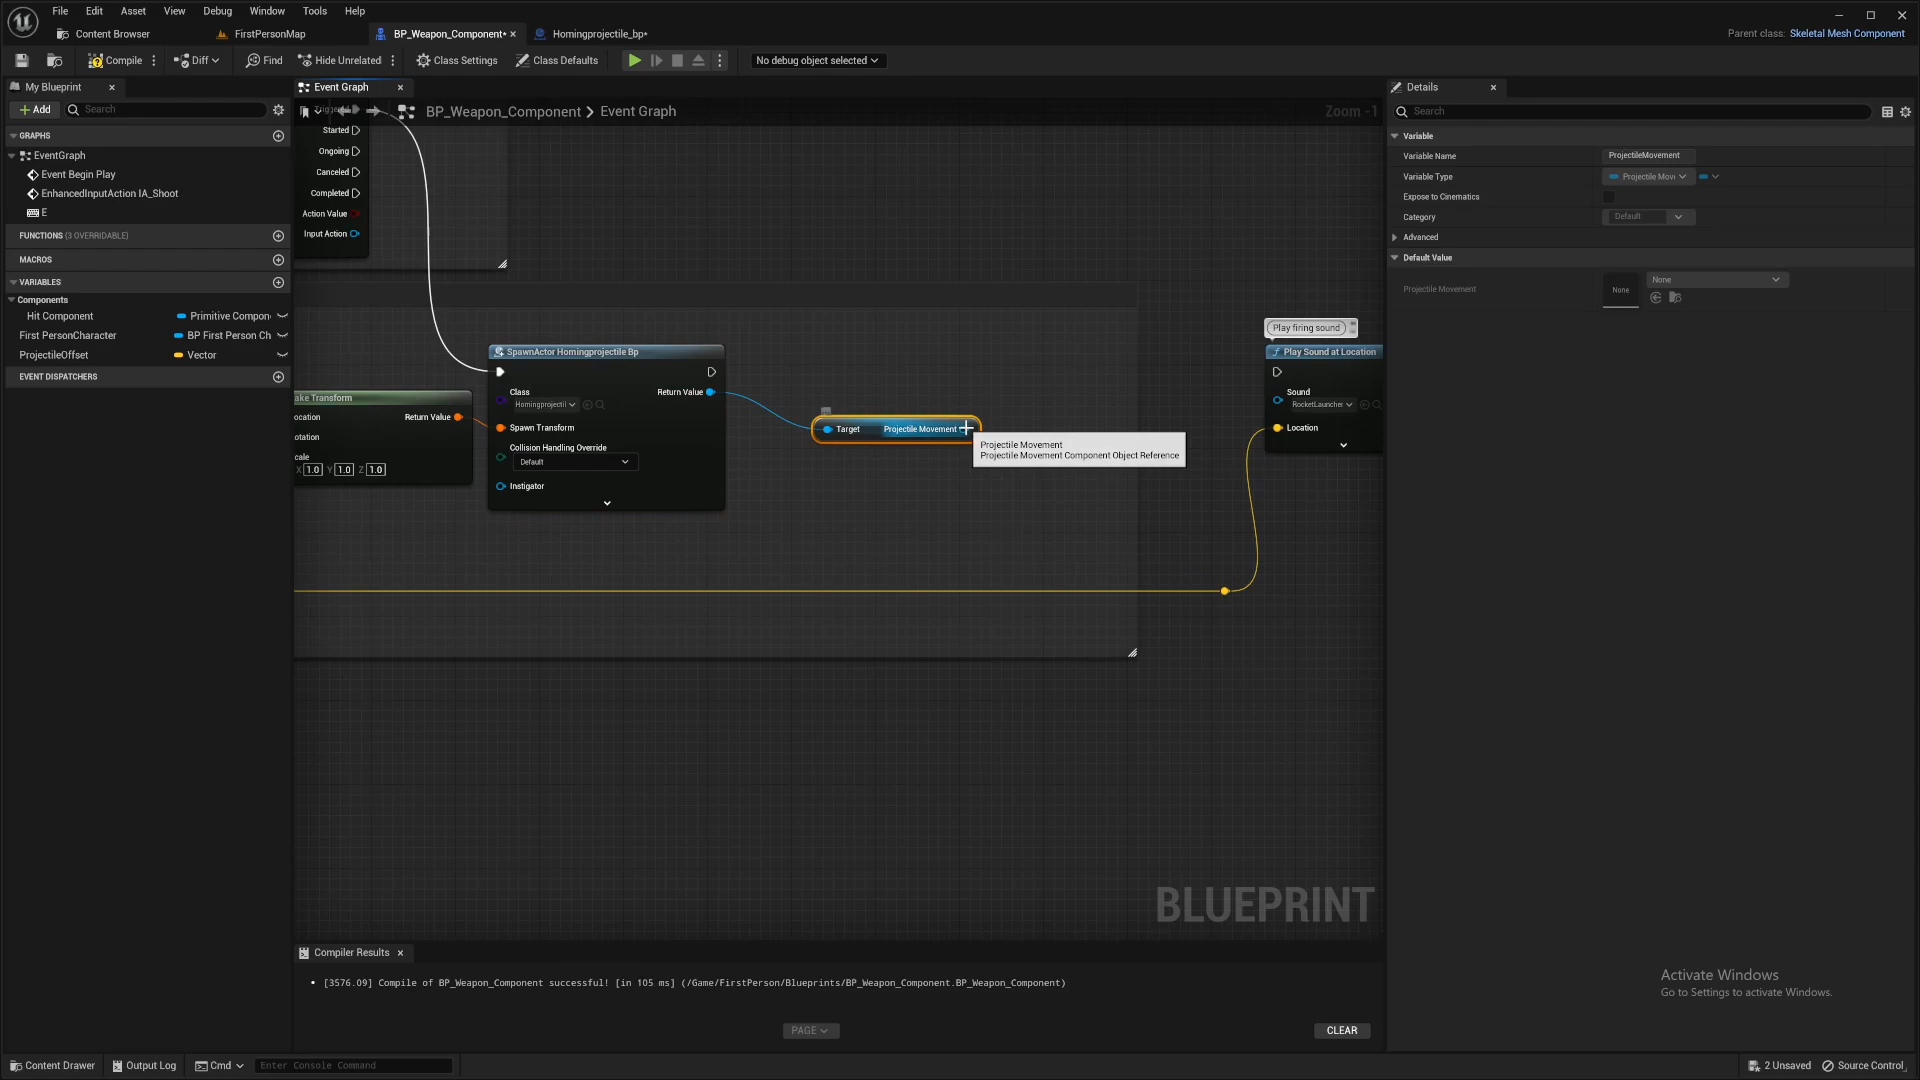 File Edit Asset View Debug Window Tools Help
Content Browser FirstPersonMap BP_Weapon_Component* Homingprojectile_bp*
Parent class: Skeletal Mesh Component
Compile Diff Find Hide Unrelated Class Settings Class Defaults No debug object selected
My Blueprint
Event Graph
Details
Add Search
BP_Weapon_Component > Event Graph
Zoom -1
Search
GRAPHS
EventGraph
Event Begin Play
EnhancedInputAction IA_Shoot
E
FUNCTIONS (3 OVERRIDABLE)
MACROS
VARIABLES
Components
Hit Component Primitive Compon
First PersonCharacter BP First Person Ch
ProjectileOffset Vector
EVENT DISPATCHERS
Started
Ongoing
Canceled
Completed
Action Value
Input Action
ake Transform
ocation Return Value
otation
cale
X 1.0 Y 1.0 Z 1.0
SpawnActor Homingprojectile Bp
Class Return Value
Homingprojectil
Spawn Transform
Collision Handling Override
Default
Instigator
Target Projectile Movement
Projectile Movement
Projectile Movement Component Object Reference
Play firing sound
Play Sound at Location
Sound
RocketLauncher
Location
Variable
Variable Name ProjectileMovement
Variable Type Projectile Mov
Expose to Cinematics
Category Default
Advanced
Default Value
Projectile Movement None None
BLUEPRINT
Compiler Results
• [3576.09] Compile of BP_Weapon_Component successful! [in 105 ms] (/Game/FirstPerson/Blueprints/BP_Weapon_Component.BP_Weapon_Component)
PAGE
CLEAR
Activate Windows
Go to Settings to activate Windows.
Content Drawer Output Log Cmd Enter Console Command
2 Unsaved Source Control